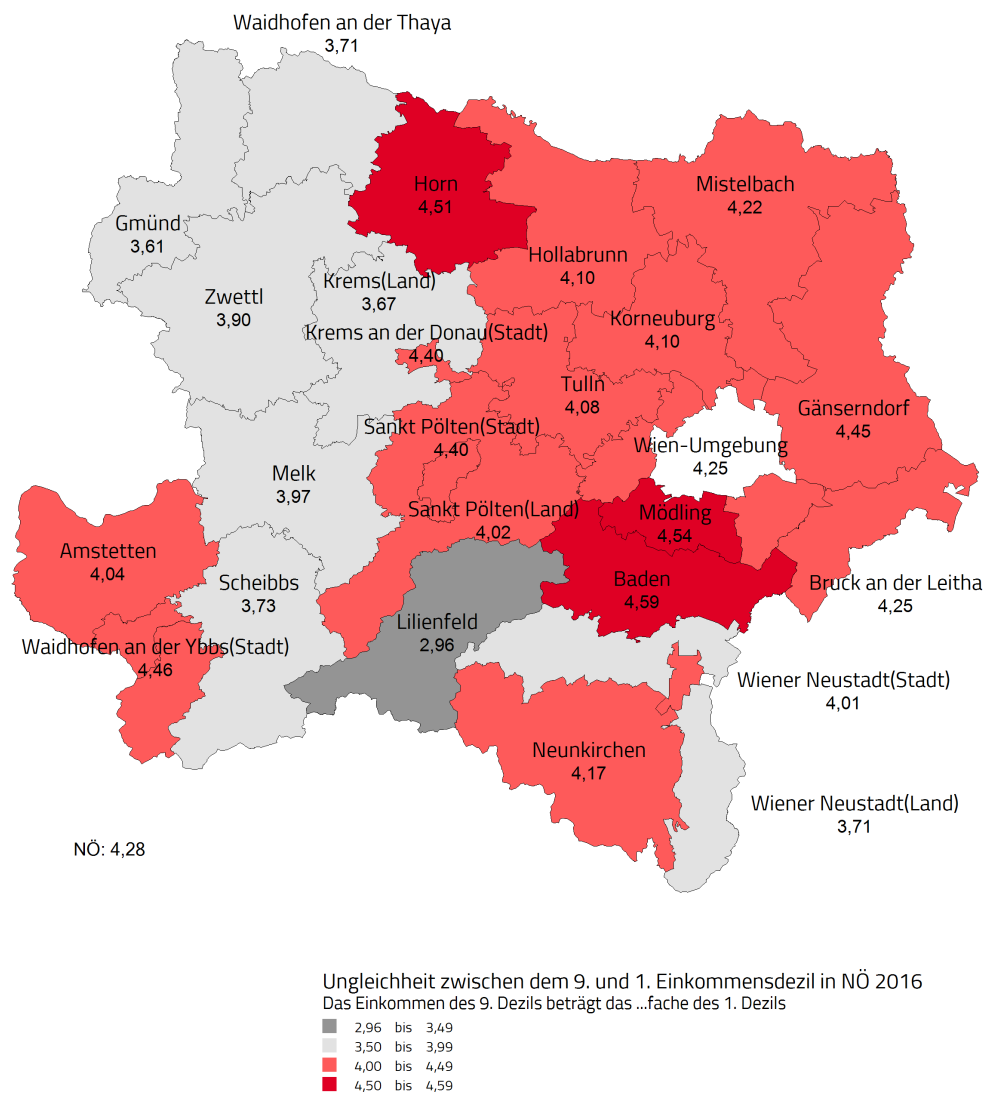 Waidhofen an der Thaya
3,71
Horn
4,51
Mistelbach
4,22
Gmünd
3,61
Hollabrunn
4,10
Krems(Land)
3,67
Zwettl
3,90
Korneuburg
4,10
Krems an der Donau(Stadt)
4,40
Tulln
4,08
Gänserndorf
4,45
Sankt Pölten(Stadt)
4,40
Wien-Umgebung
4,25
Melk
3,97
Sankt Pölten(Land)
4,02
Mödling
4,54
Amstetten
4,04
Scheibbs
3,73
Baden
4,59
Bruck an der Leitha
4,25
Lilienfeld
2,96
Waidhofen an der Ybbs(Stadt)
4,46
Wiener Neustadt(Stadt)
4,01
Neunkirchen
4,17
Wiener Neustadt(Land)
3,71
NÖ: 4,28
Ungleichheit zwischen dem 9. und 1. Einkommensdezil in NÖ 2016
Das Einkommen des 9. Dezils beträgt das ...fache des 1. Dezils
2,96 bis 3,49
3,50 bis 3,99
4,00 bis 4,49
4,50 bis 4,59